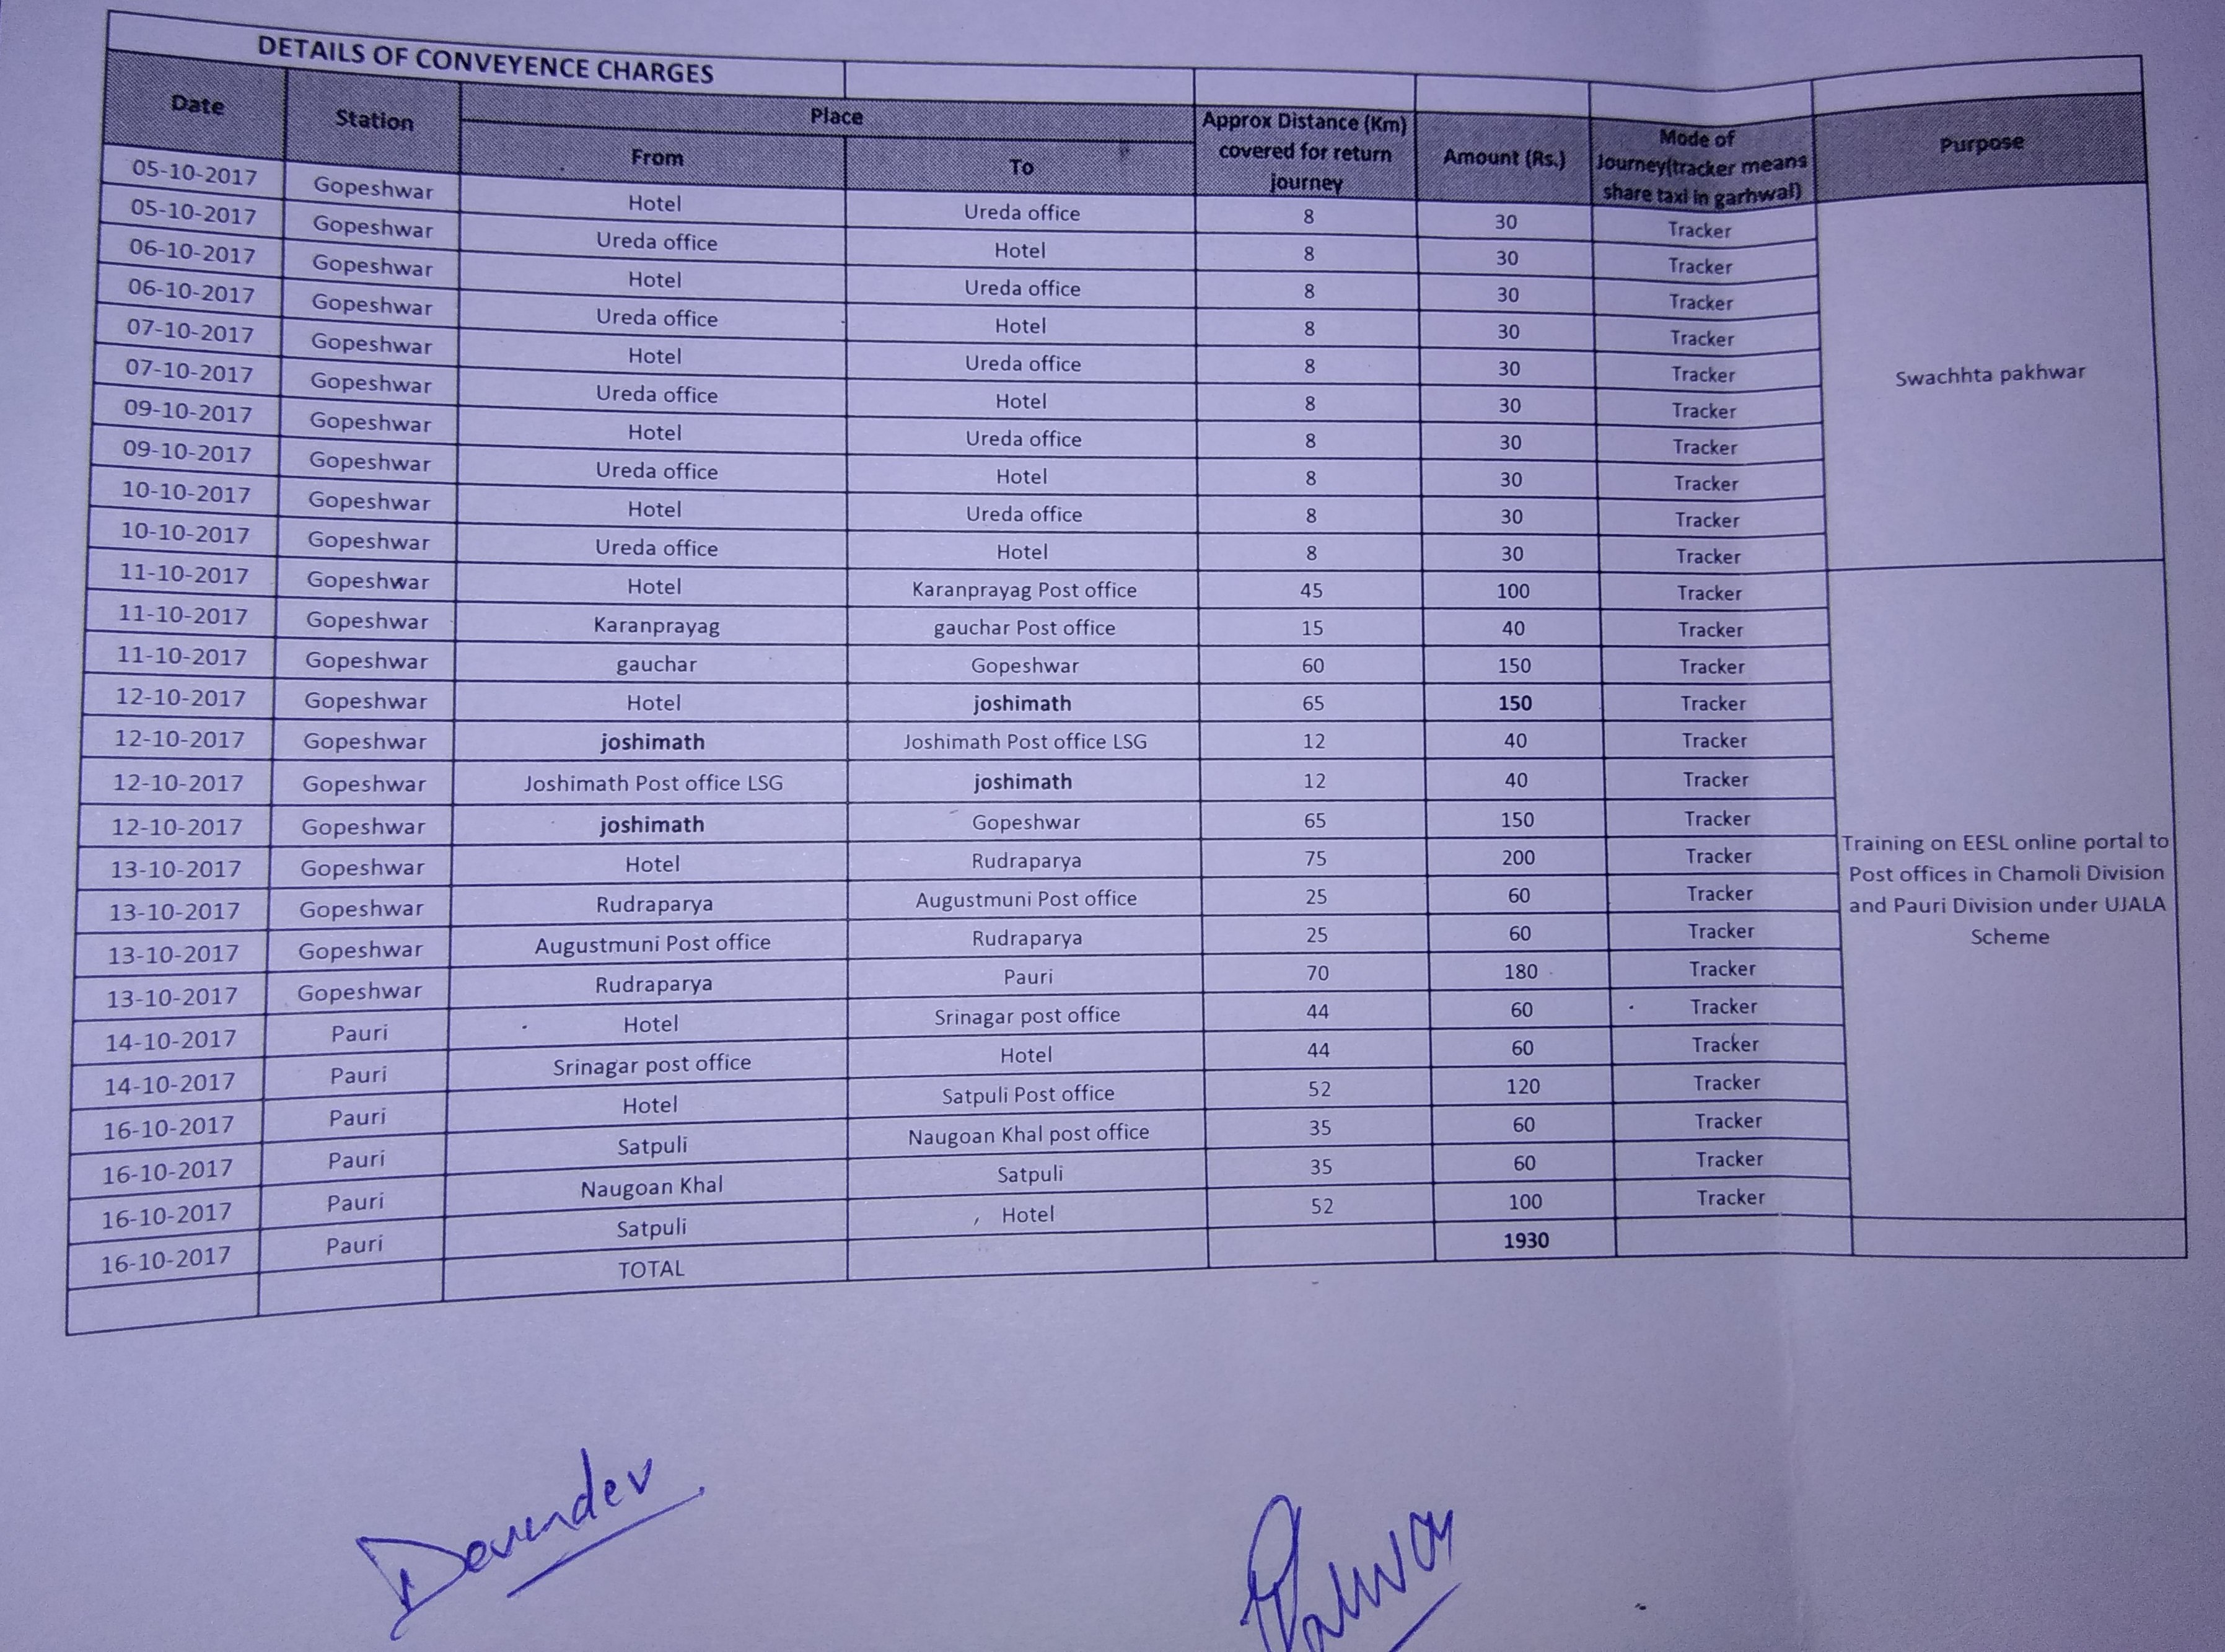 DETAILS OF CONVEYENCE CHARGES
Date Station Place Approx Distance (Km) covered for return journey Amount (Rs.) Mode of Journey(tracker means share taxi in garhwal) Purpose
From To
05-10-2017 Gopeshwar Hotel Ureda office 8 30 Tracker
05-10-2017 Gopeshwar Ureda office Hotel 8 30 Tracker
06-10-2017 Gopeshwar Hotel Ureda office 8 30 Tracker
06-10-2017 Gopeshwar Ureda office Hotel 8 30 Tracker
07-10-2017 Gopeshwar Hotel Ureda office 8 30 Tracker
07-10-2017 Gopeshwar Ureda office Hotel 8 30 Tracker
09-10-2017 Gopeshwar Hotel Ureda office 8 30 Tracker
09-10-2017 Gopeshwar Ureda office Hotel 8 30 Tracker
10-10-2017 Gopeshwar Hotel Ureda office 8 30 Tracker
10-10-2017 Gopeshwar Ureda office Hotel 8 30 Tracker
Swachhta pakhwar
11-10-2017 Gopeshwar Hotel Karanprayag Post office 45 100 Tracker
11-10-2017 Gopeshwar Karanprayag gauchar Post office 15 40 Tracker
11-10-2017 Gopeshwar gauchar Gopeshwar 60 150 Tracker
12-10-2017 Gopeshwar Hotel joshimath 65 150 Tracker
12-10-2017 Gopeshwar joshimath Joshimath Post office LSG 12 40 Tracker
12-10-2017 Gopeshwar Joshimath Post office LSG joshimath 12 40 Tracker
12-10-2017 Gopeshwar joshimath Gopeshwar 65 150 Tracker
13-10-2017 Gopeshwar Hotel Rudraparya 75 200 Tracker
13-10-2017 Gopeshwar Rudraparya Augustmuni Post office 25 60 Tracker
13-10-2017 Gopeshwar Augustmuni Post office Rudraparya 25 60 Tracker
13-10-2017 Gopeshwar Rudraparya Pauri 70 180 Tracker
14-10-2017 Pauri Hotel Srinagar post office 44 60 Tracker
14-10-2017 Pauri Srinagar post office Hotel 44 60 Tracker
16-10-2017 Pauri Hotel Satpuli Post office 52 120 Tracker
16-10-2017 Pauri Satpuli Naugoan Khal post office 35 60 Tracker
16-10-2017 Pauri Naugoan Khal Satpuli 35 60 Tracker
16-10-2017 Pauri Satpuli Hotel 52 100 Tracker
Training on EESL online portal to
Post offices in Chamoli Division
and Pauri Division under UJALA
Scheme
TOTAL 1930
Davinder